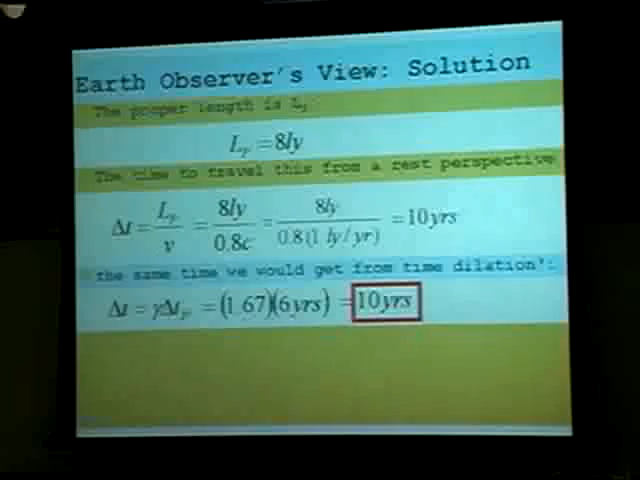 Earth Observer's View: Solution
The proper length is Lp
Lp = 8ly
The time to travel this from a rest perspective
Δt = Lp/v = 8ly/0.8c = 8ly/0.8(1 ly/yr) = 10yrs
the same time we would get from time dilation':
Δt = γΔtp = (1 67)(6yrs) = 10yrs